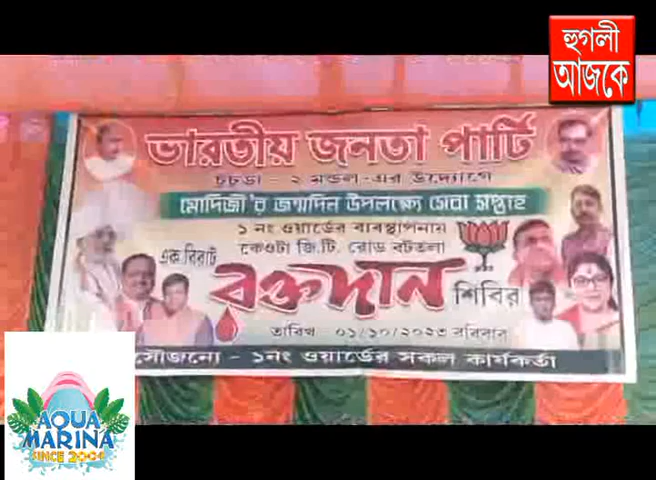 হুগলী
আজকে
ভারতীয় জনতা পার্টি
চুচুড়া - ২ মন্ডল -এর উদ্যোগে
মোদিজী'র জন্মদিন উপলক্ষ্যে সেবা সপ্তাহ
১ নং ওয়ার্ডের ব্যবস্থাপনায়
কেওটা জি.টি. রোড বটতলা
এক বিরাট
রক্তদান শিবির
তারিখ - ০১/১০/২০২৩ রবিবার
সৌজন্যে - ১নং ওয়ার্ডের সকল কার্যকর্তা
AQUA
MARINA
SINCE 2004